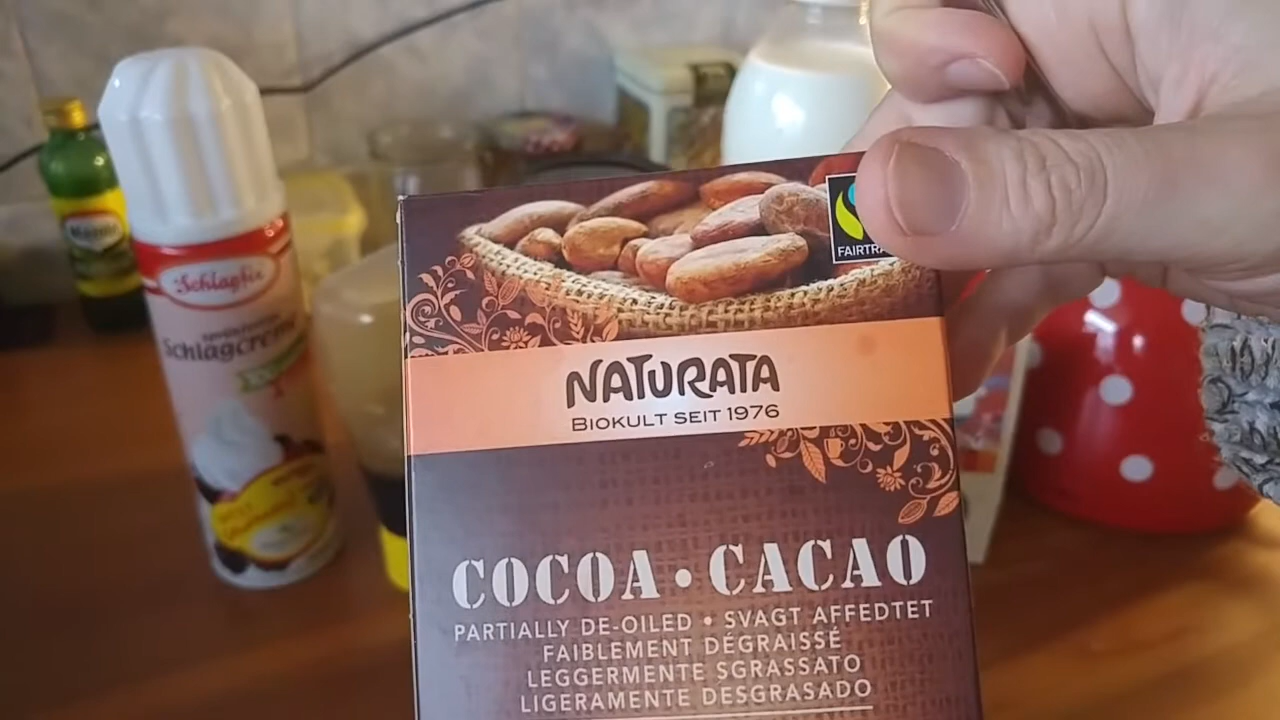 Schlagfix
Schlagcreme
FAIRTRA
NATURATA
BIOKULT SEIT 1976
COCOA • CACAO
PARTIALLY DE-OILED • SVAGT AFFEDTET
FAIBLEMENT DÉGRAISSÉ
LEGGERMENTE SGRASSATO
LIGERAMENTE DESGRASADO